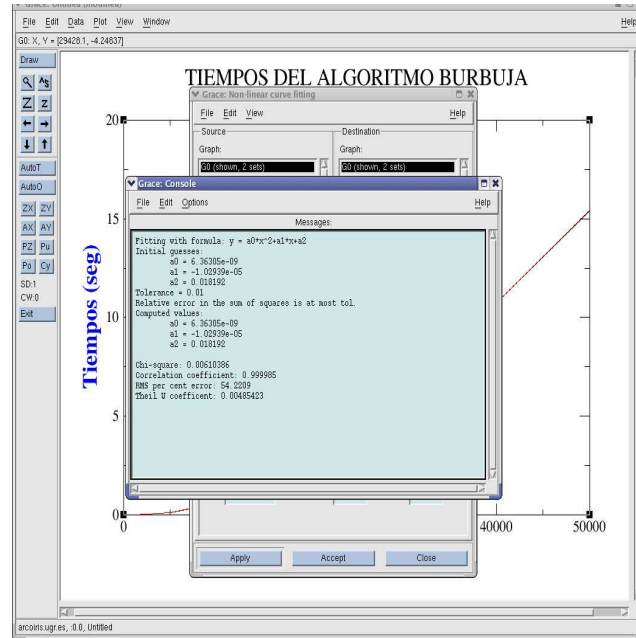 Grace: Untitled (modified)
File Edit Data Plot View Window Help
G0: X, Y = [29428.1, -4.24837]
Draw
AS
Z z
AutoT
AutoO
ZX ZY
AX AY
PZ Pu
Po Cy
SD:1
CW:0
Exit
TIEMPOS DEL ALGORITMO BURBUJA
Tiempos (seg)
20
15
10
5
0
0
40000
50000
Grace: Non-linear curve fitting
File Edit View Help
Source
Destination
Graph:
Graph:
G0 (shown, 2 sets)
G0 (shown, 2 sets)
Grace: Console
File Edit Options Help
Messages:
Fitting with formula: y = a0*x^2+a1*x+a2
Initial guesses:
a0 = 6.36305e-09
a1 = -1.02939e-05
a2 = 0.018192
Tolerance = 0.01
Relative error in the sum of squares is at most tol.
Computed values:
a0 = 6.36305e-09
a1 = -1.02939e-05
a2 = 0.018192
Chi-square: 0.00610386
Correlation coefficient: 0.999985
RMS per cent error: 54.2209
Theil U coefficent: 0.00485423
Apply Accept Close
arcoiris.ugr.es, :0.0, Untitled